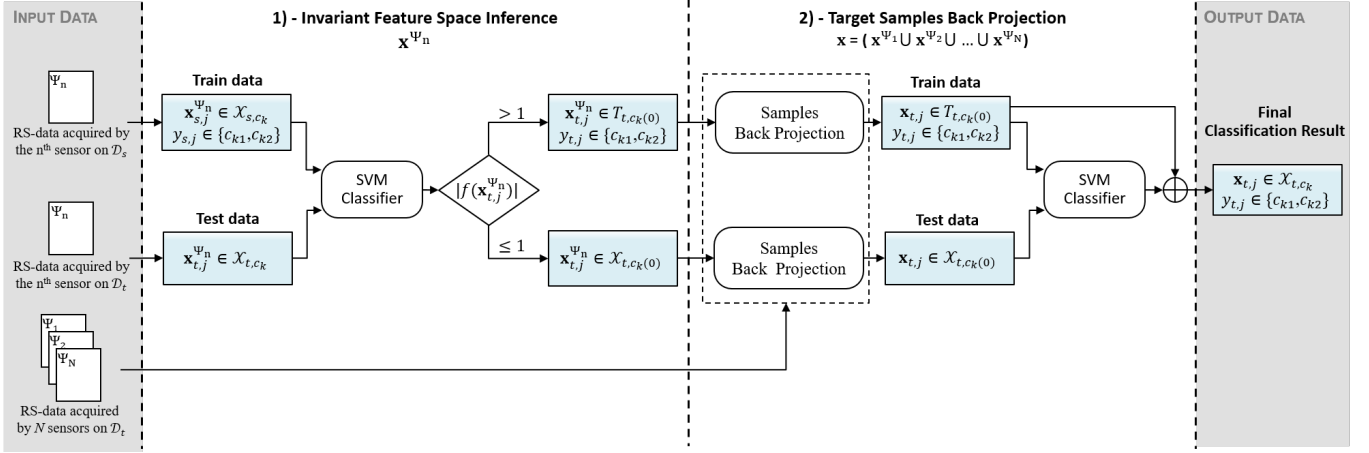 INPUT DATA
Ψn
RS-data acquired by
the nth sensor on 𝒟s
Ψn
RS-data acquired by
the nth sensor on 𝒟t
Ψ1
Ψ2
ΨN
RS-data acquired
by N sensors on 𝒟t
1) - Invariant Feature Space Inference
x^Ψn
Train data
x_{s,j}^{Ψn} ∈ 𝒳_{s,ck}
y_{s,j} ∈ {c_{k1},c_{k2}}
Test data
x_{t,j}^{Ψn} ∈ 𝒳_{t,ck}
SVM
Classifier
|f(x_{t,j}^{Ψn})|
> 1
≤ 1
x_{t,j}^{Ψn} ∈ T_{t,ck(0)}
y_{t,j} ∈ {c_{k1},c_{k2}}
x_{t,j}^{Ψn} ∈ 𝒳_{t,ck(0)}
2) - Target Samples Back Projection
x = ( x^Ψ1 ⋃ x^Ψ2 ⋃ ... ⋃ x^ΨN)
Samples
Back Projection
Samples
Back Projection
Train data
x_{t,j} ∈ T_{t,ck(0)}
y_{t,j} ∈ {c_{k1},c_{k2}}
Test data
x_{t,j} ∈ 𝒳_{t,ck(0)}
SVM
Classifier
OUTPUT DATA
Final
Classification Result
x_{t,j} ∈ 𝒳_{t,ck}
y_{t,j} ∈ {c_{k1},c_{k2}}